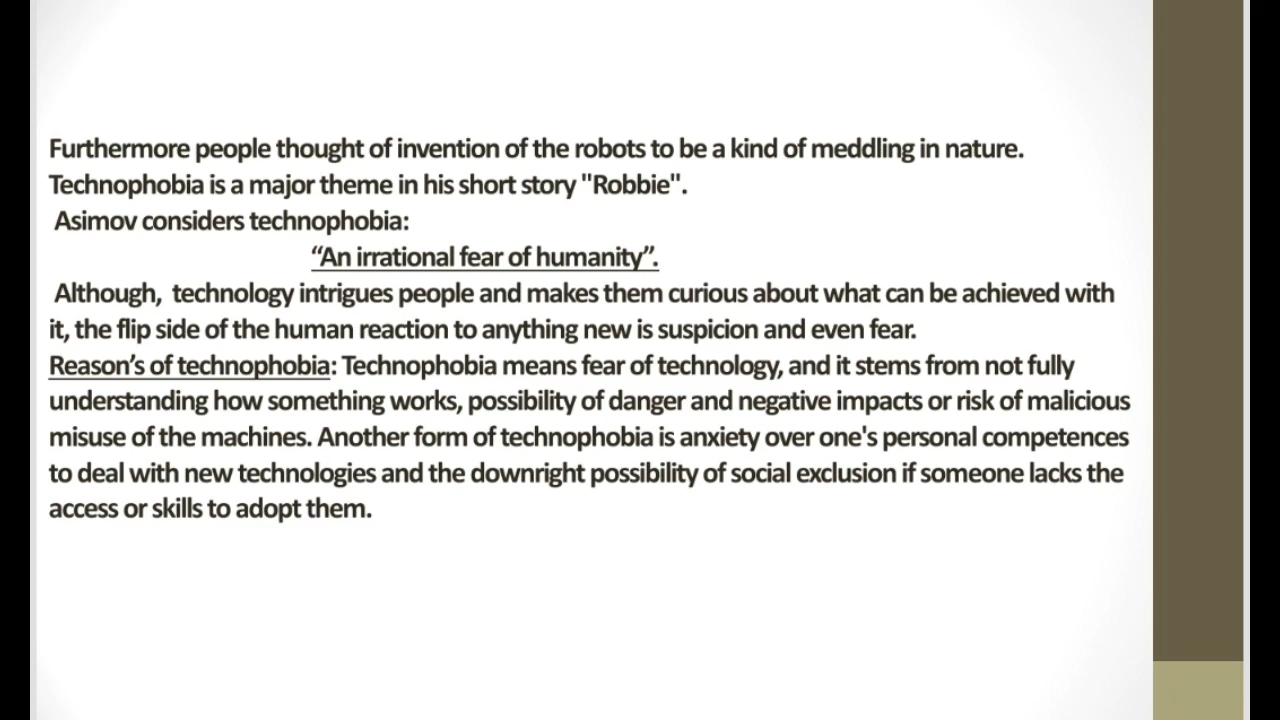 Furthermore people thought of invention of the robots to be a kind of meddling in nature.
Technophobia is a major theme in his short story "Robbie".
Asimov considers technophobia:
“An irrational fear of humanity”.
Although, technology intrigues people and makes them curious about what can be achieved with
it, the flip side of the human reaction to anything new is suspicion and even fear.
Reason’s of technophobia: Technophobia means fear of technology, and it stems from not fully
understanding how something works, possibility of danger and negative impacts or risk of malicious
misuse of the machines. Another form of technophobia is anxiety over one's personal competences
to deal with new technologies and the downright possibility of social exclusion if someone lacks the
access or skills to adopt them.